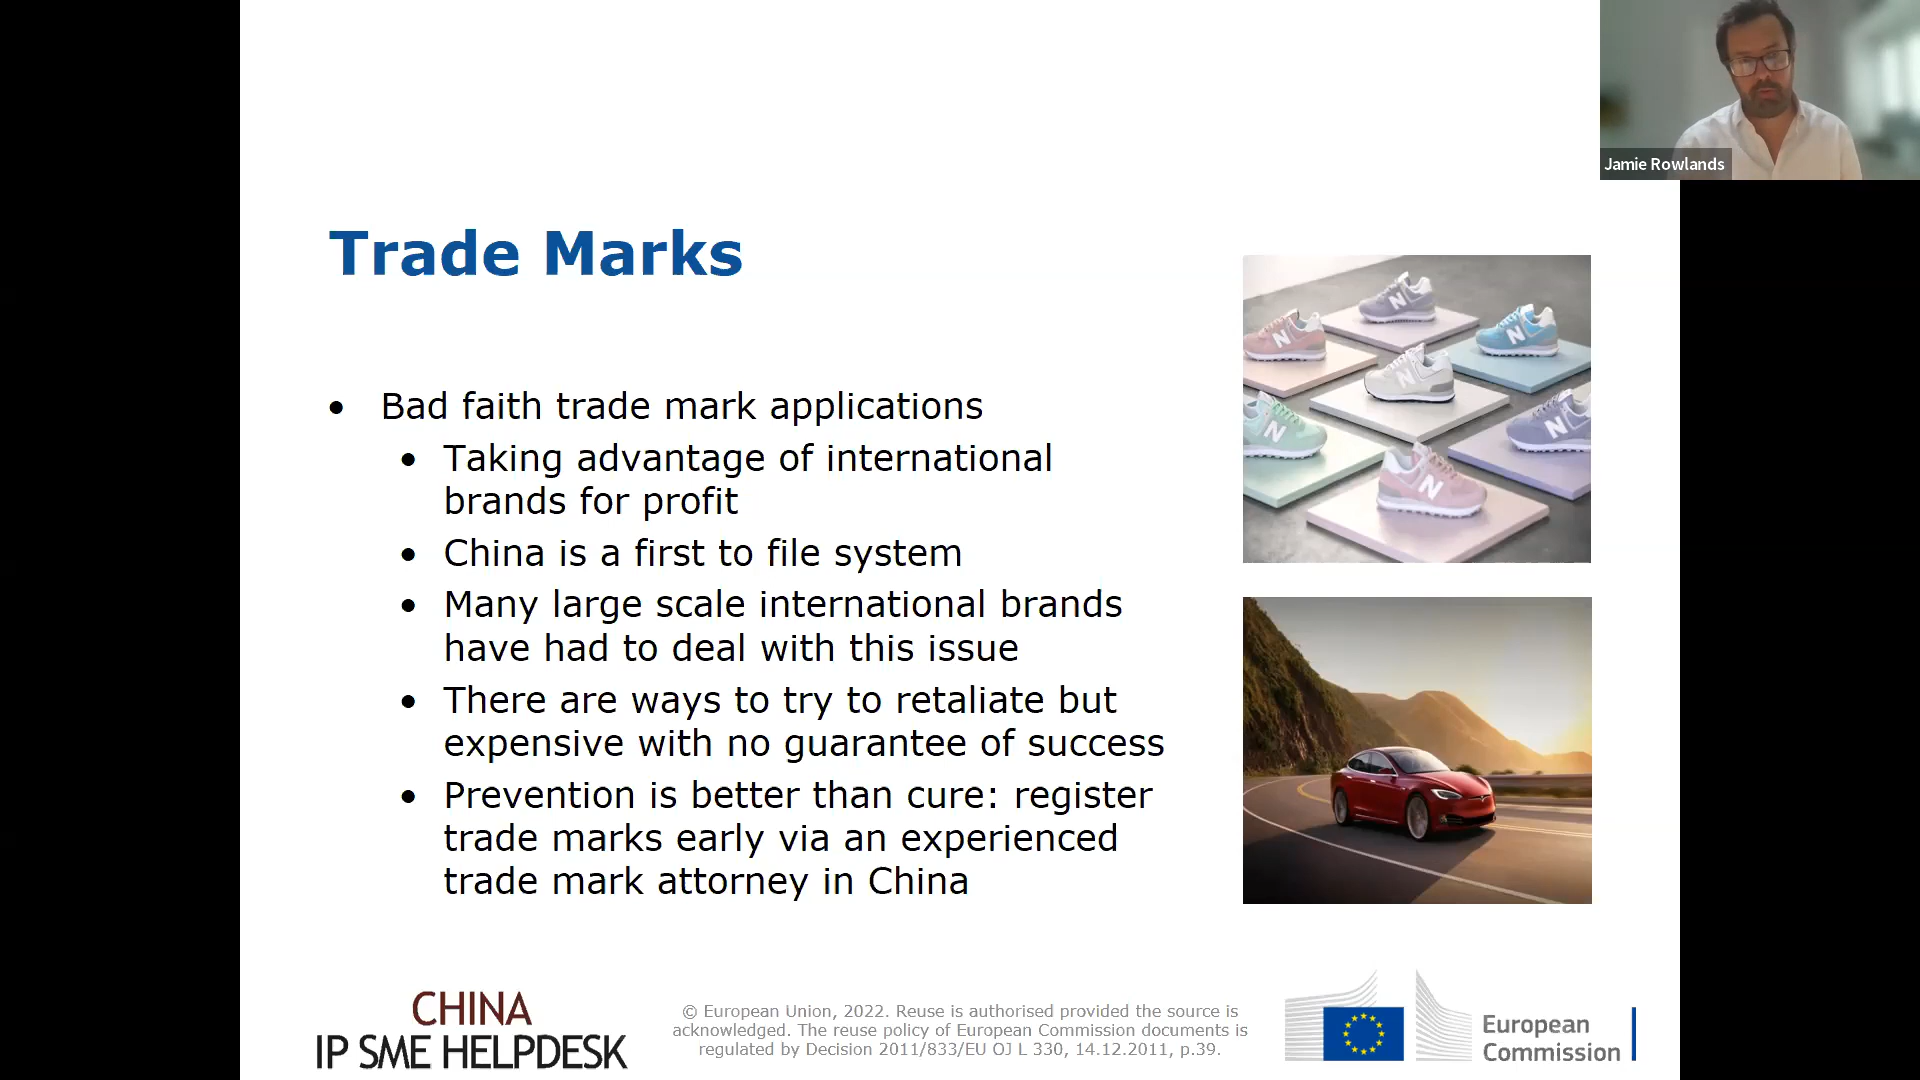 Jamie Rowlands
Trade Marks
• Bad faith trade mark applications
• Taking advantage of international
brands for profit
• China is a first to file system
• Many large scale international brands
have had to deal with this issue
• There are ways to try to retaliate but
expensive with no guarantee of success
• Prevention is better than cure: register
trade marks early via an experienced
trade mark attorney in China
N
N
N
N
N
N
N
CHINA
IP SME HELPDESK
© European Union, 2022. Reuse is authorised provided the source is
acknowledged. The reuse policy of European Commission documents is
regulated by Decision 2011/833/EU OJ L 330, 14.12.2011, p.39.
European
Commission